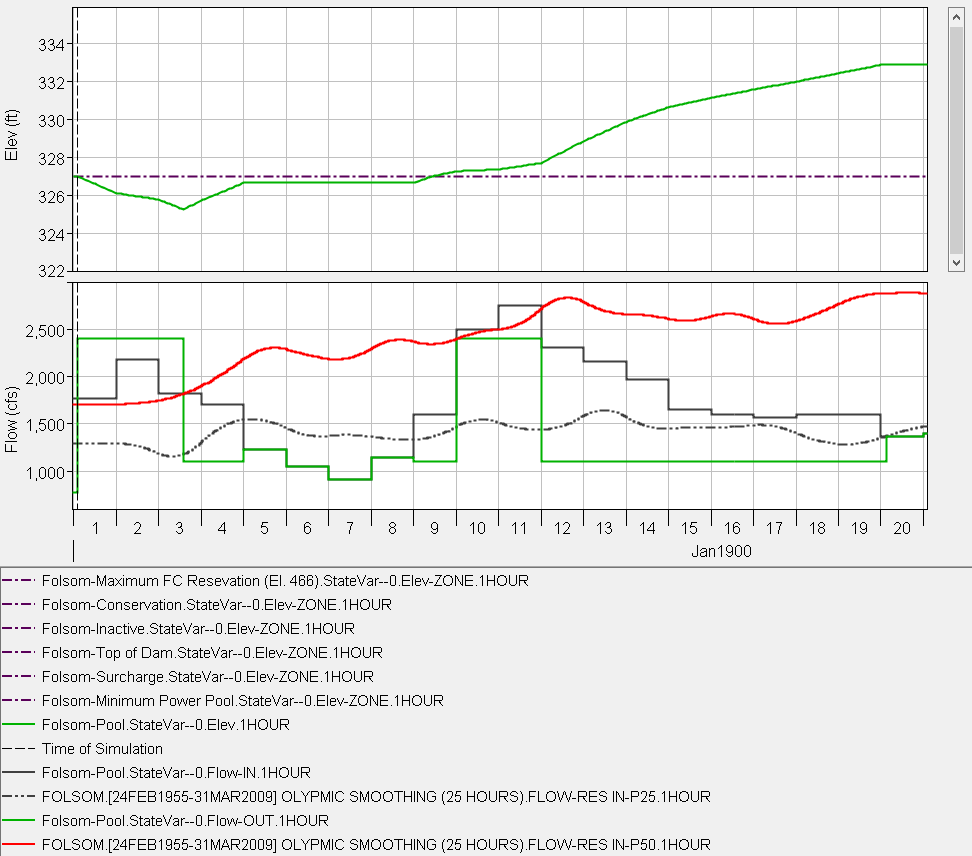 334
332
330
328
326
324
322
Elev (ft)
2,500
2,000
1,500
1,000
Flow (cfs)
1 2 3 4 5 6 7 8 9 10 11 12 13 14 15 16 17 18 19 20
Jan1900
Folsom-Maximum FC Resevation (El. 466).StateVar--0.Elev-ZONE.1HOUR
Folsom-Conservation.StateVar--0.Elev-ZONE.1HOUR
Folsom-Inactive.StateVar--0.Elev-ZONE.1HOUR
Folsom-Top of Dam.StateVar--0.Elev-ZONE.1HOUR
Folsom-Surcharge.StateVar--0.Elev-ZONE.1HOUR
Folsom-Minimum Power Pool.StateVar--0.Elev-ZONE.1HOUR
Folsom-Pool.StateVar--0.Elev.1HOUR
Time of Simulation
Folsom-Pool.StateVar--0.Flow-IN.1HOUR
FOLSOM.[24FEB1955-31MAR2009] OLYPMIC SMOOTHING (25 HOURS).FLOW-RES IN-P25.1HOUR
Folsom-Pool.StateVar--0.Flow-OUT.1HOUR
FOLSOM.[24FEB1955-31MAR2009] OLYPMIC SMOOTHING (25 HOURS).FLOW-RES IN-P50.1HOUR